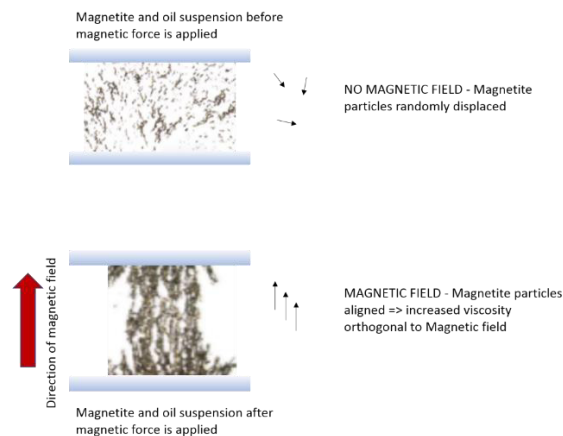 Magnetite and oil suspension before
magnetic force is applied
NO MAGNETIC FIELD - Magnetite
particles randomly displaced
Direction of magnetic field
MAGNETIC FIELD - Magnetite particles
aligned => increased viscosity
orthogonal to Magnetic field
Magnetite and oil suspension after
magnetic force is applied